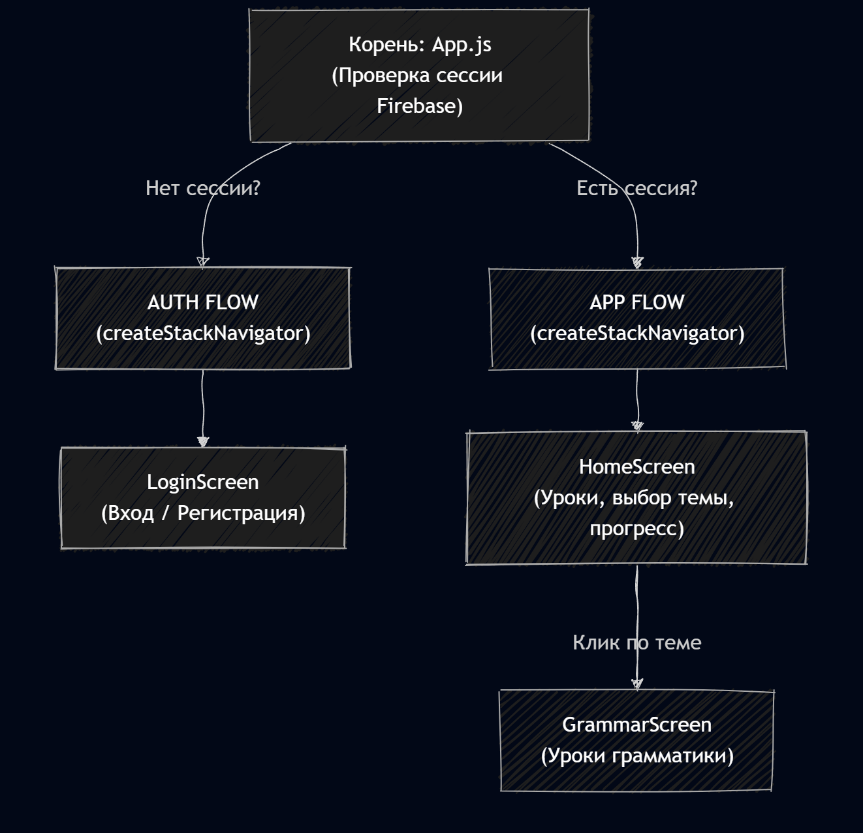 Корень: App.js
(Проверка сессии
Firebase)
Нет сессии?
Есть сессия?
AUTH FLOW
(createStackNavigator)
APP FLOW
(createStackNavigator)
LoginScreen
(Вход / Регистрация)
HomeScreen
(Уроки, выбор темы,
прогресс)
Клик по теме
GrammarScreen
(Уроки грамматики)